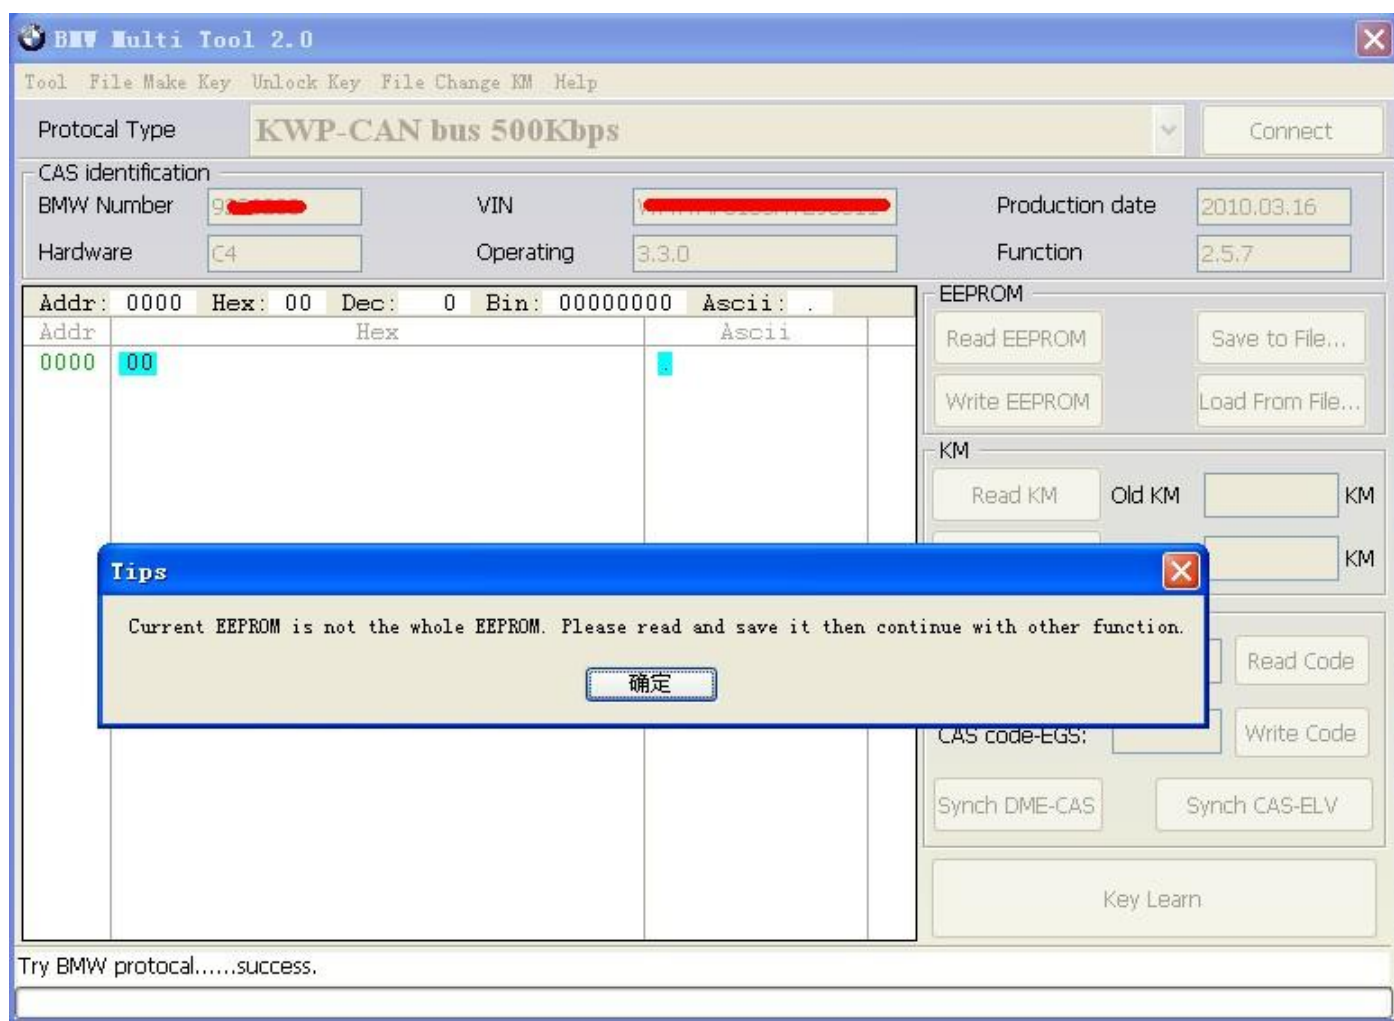 BMW Multi Tool 2.0
Tool File Make Key Unlock Key File Change KM Help
Protocal Type KWP-CAN bus 500Kbps Connect
CAS identification
BMW Number VIN Production date 2010.03.16
Hardware C4 Operating 3.3.0 Function 2.5.7
Addr: 0000 Hex: 00 Dec: 0 Bin: 00000000 Ascii: .
Addr Hex Ascii
0000 00 .
EEPROM
Read EEPROM Save to File...
Write EEPROM Load From File...
KM
Read KM Old KM KM
KM
Tips
Current EEPROM is not the whole EEPROM. Please read and save it then continue with other function.
确定
Read Code
CAS code-EGS: Write Code
Synch DME-CAS Synch CAS-ELV
Key Learn
Try BMW protocal......success.